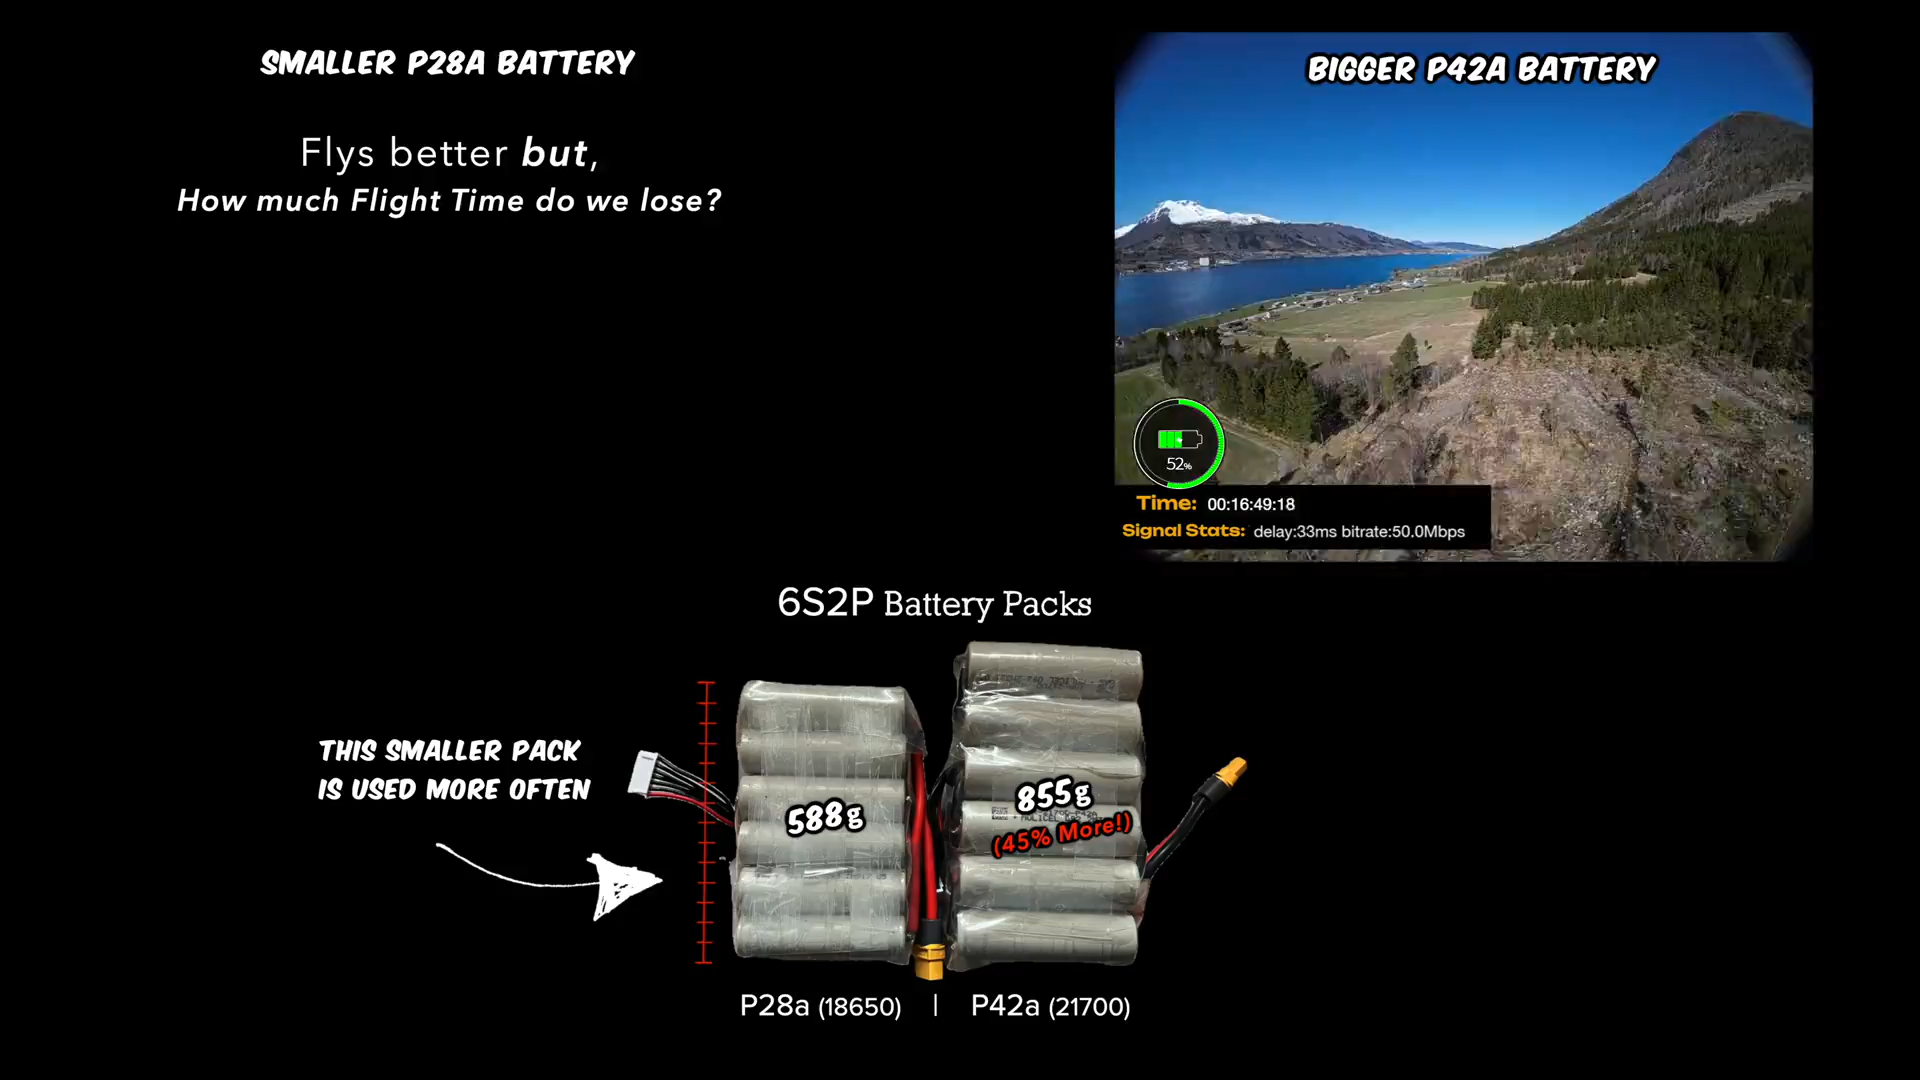 SMALLER P28A BATTERY
Flys better but,
How much Flight Time do we lose?
BIGGER P42A BATTERY
52%
Time: 00:16:49:18
Signal Stats: delay:33ms bitrate:50.0Mbps
6S2P Battery Packs
THIS SMALLER PACK
IS USED MORE OFTEN
588g
855g
(45% More!)
MOLICEL
P28a (18650) | P42a (21700)